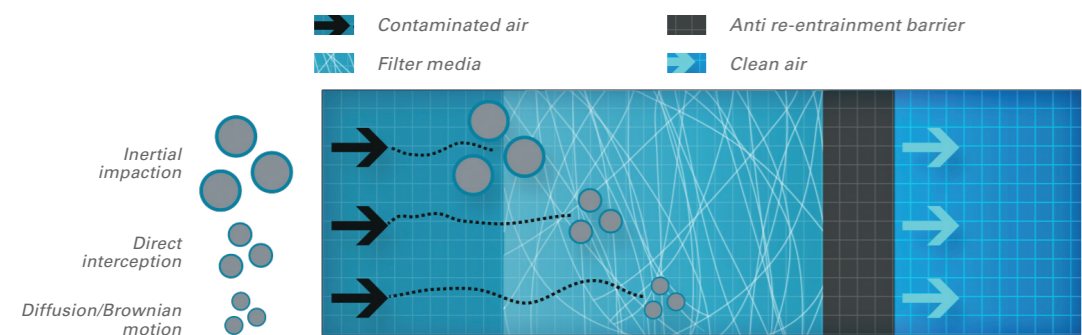 Contaminated air
Anti re-entrainment barrier
Filter media
Clean air
Inertial
impaction
Direct
interception
Diffusion/Brownian
motion